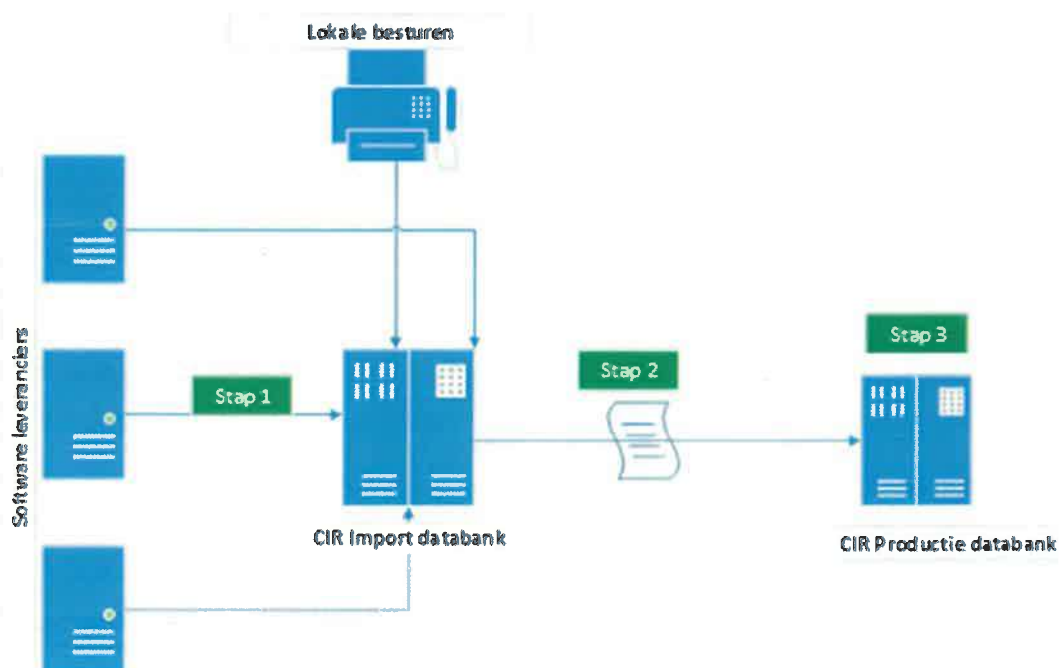 Lokale besturen
Software leveranciers
Stap 1
Stap 2
Stap 3
CIR Import databank
CIR Productie databank